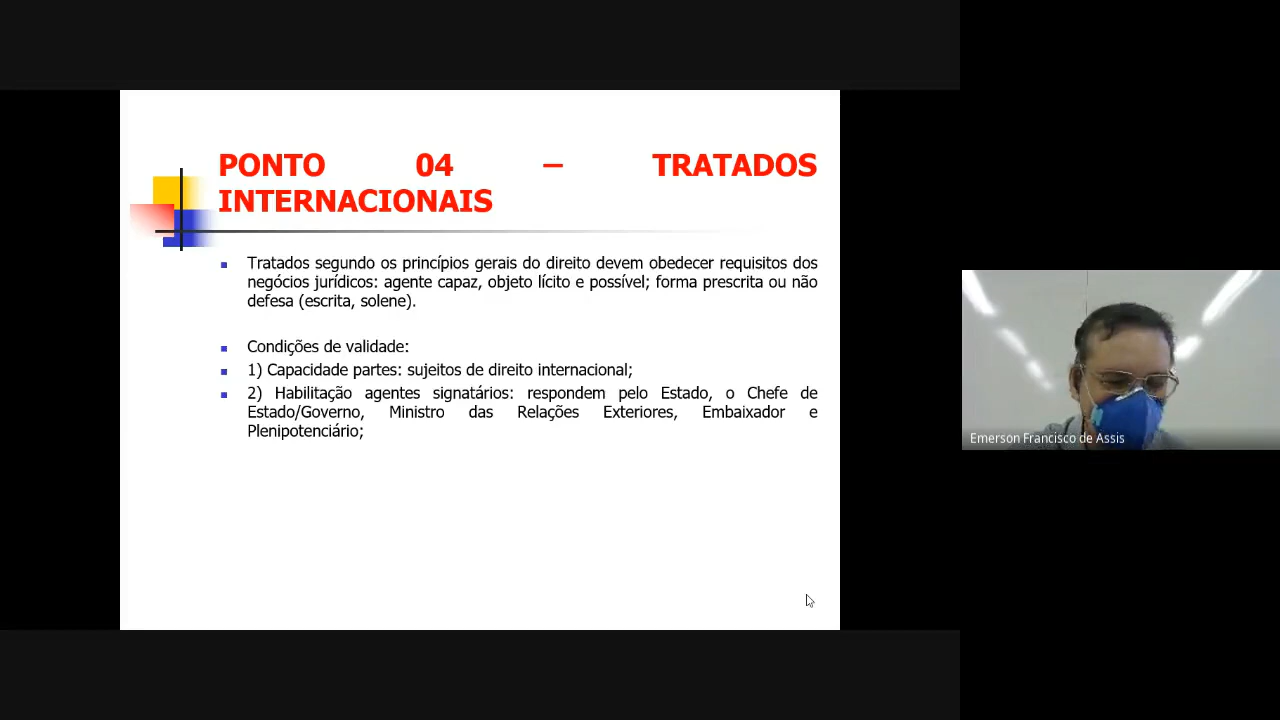 PONTO 04 – TRATADOS
INTERNACIONAIS
Tratados segundo os princípios gerais do direito devem obedecer requisitos dos
negócios jurídicos: agente capaz, objeto lícito e possível; forma prescrita ou não
defesa (escrita, solene).
Condições de validade:
1) Capacidade partes: sujeitos de direito internacional;
2) Habilitação agentes signatários: respondem pelo Estado, o Chefe de
Estado/Governo, Ministro das Relações Exteriores, Embaixador e
Plenipotenciário;
Emerson Francisco de Assis